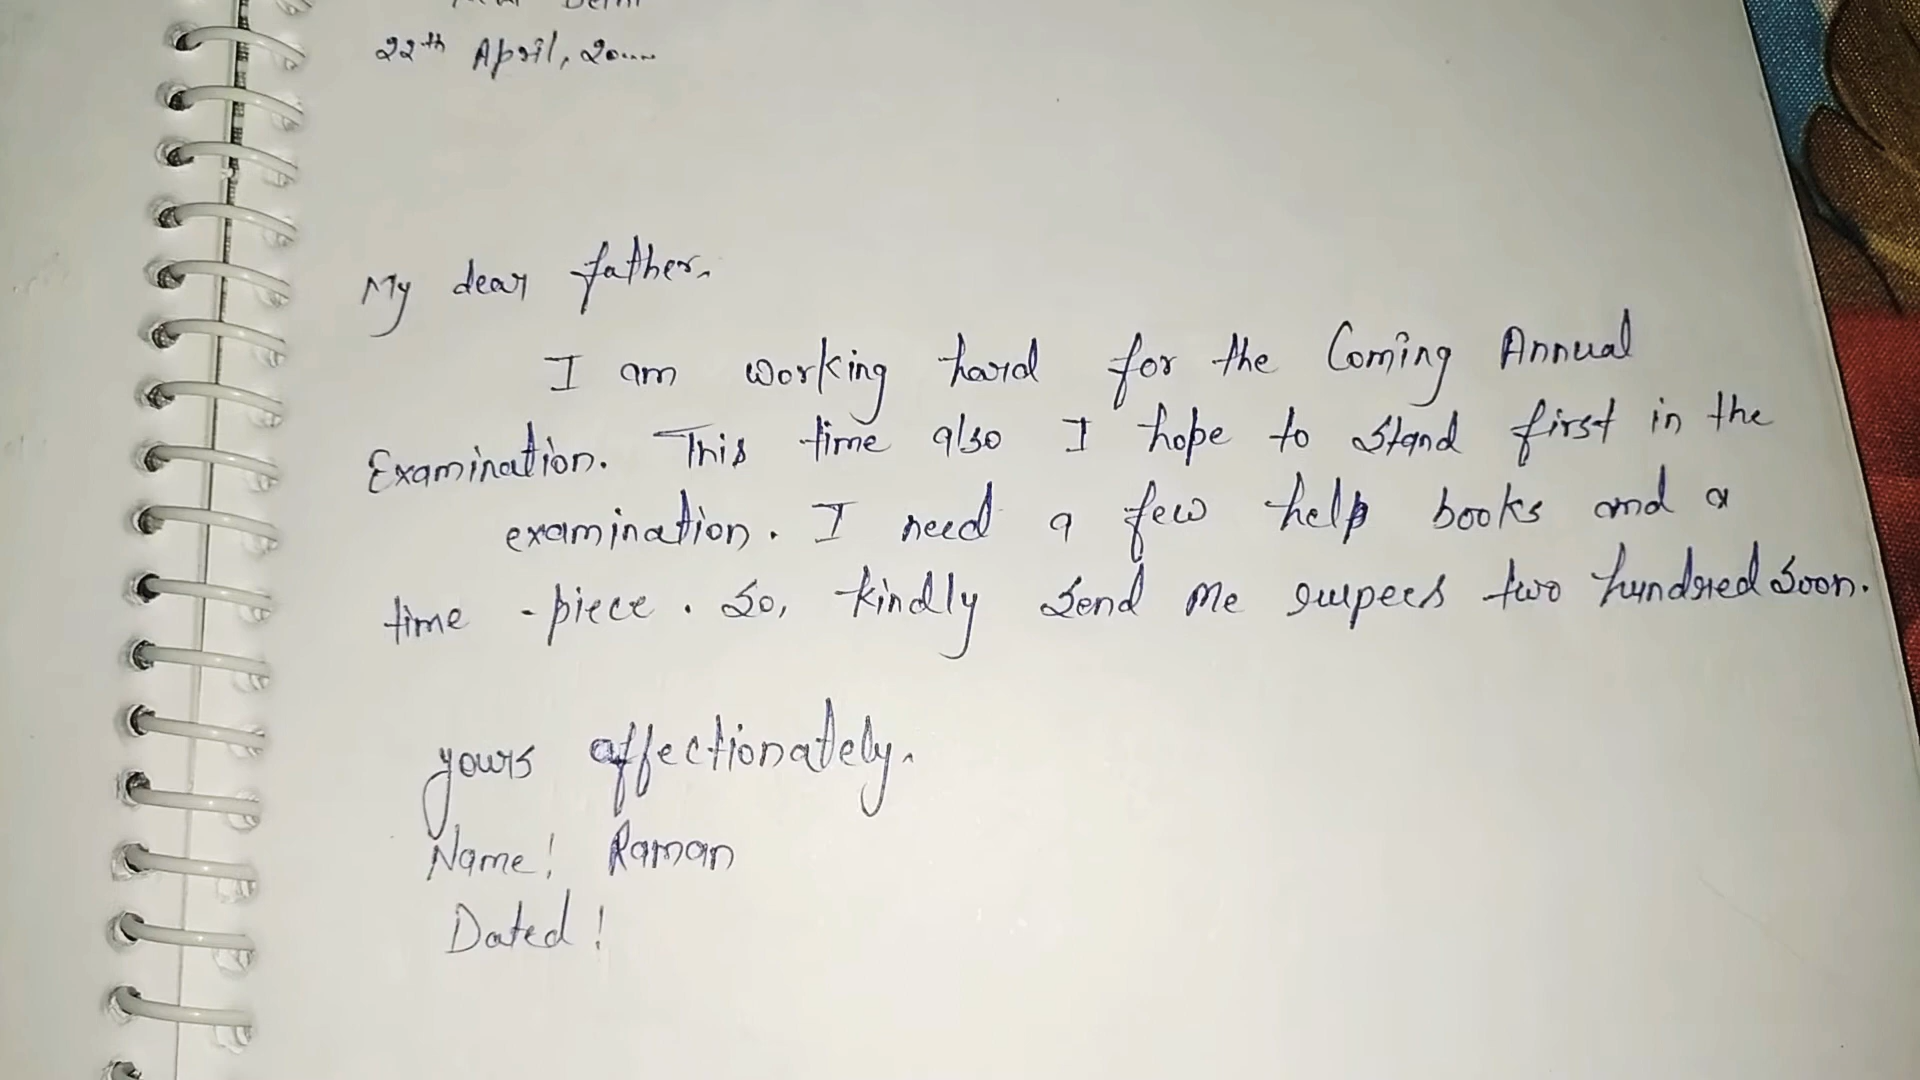 New Delhi
22th April, 20....
My dear father,
I am working hard for the Coming Annual
Examination. This time also I hope to stand first in the
examination. I need a few help books and a
time - piece. So, kindly send me rupees two hundred soon.
yours affectionately,
Name! Raman
Dated!